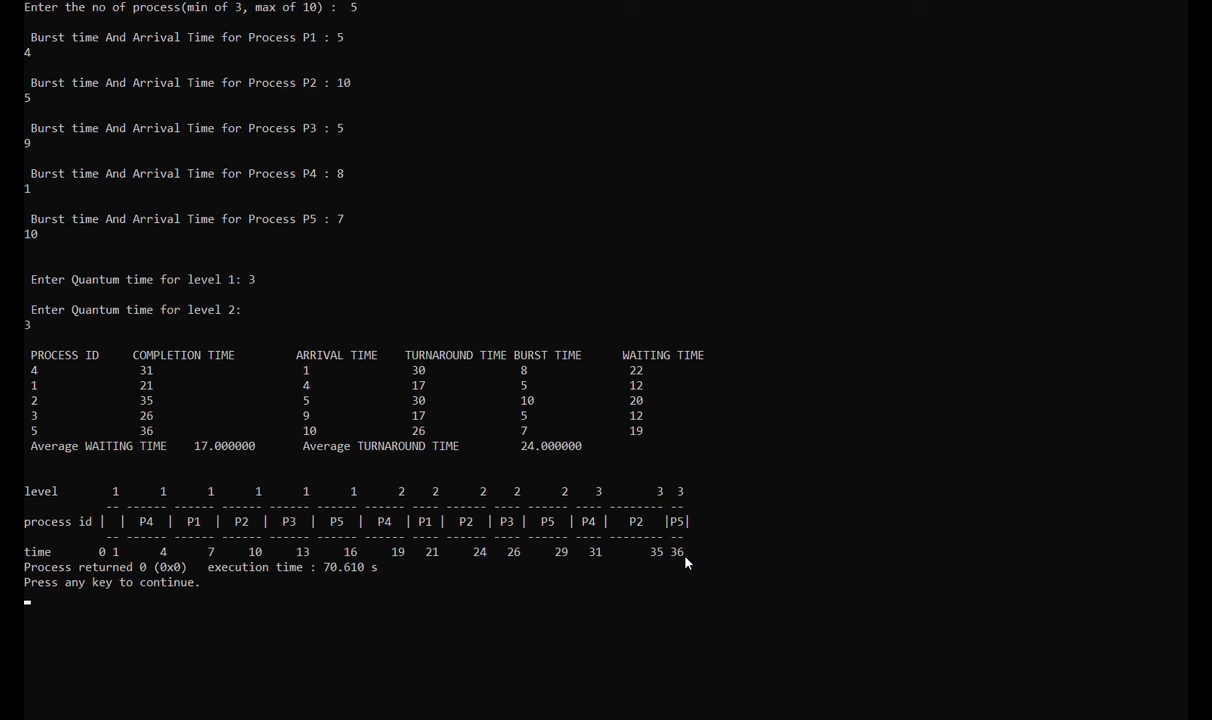 Enter the no of process(min of 3, max of 10) :  5
Burst time And Arrival Time for Process P1 : 5
4
Burst time And Arrival Time for Process P2 : 10
5
Burst time And Arrival Time for Process P3 : 5
9
Burst time And Arrival Time for Process P4 : 8
1
Burst time And Arrival Time for Process P5 : 7
10
Enter Quantum time for level 1: 3
Enter Quantum time for level 2:
3
PROCESS ID     COMPLETION TIME         ARRIVAL TIME    TURNAROUND TIME BURST TIME      WAITING TIME
4               31                      1               30              8               22
1               21                      4               17              5               12
2               35                      5               30              10              20
3               26                      9               17              5               12
5               36                      10              26              7               19
Average WAITING TIME    17.000000       Average TURNAROUND TIME         24.000000
level        1      1      1      1      1      1      2    2      2    2      2    3        3  3
-- ------ ------ ------ ------ ------ ------ ---- ------ ---- ------ ---- -------- --
process id |  |  P4  |  P1  |  P2  |  P3  |  P5  |  P4  | P1 |  P2  | P3 |  P5  | P4 |   P2   |P5|
-- ------ ------ ------ ------ ------ ------ ---- ------ ---- ------ ---- -------- --
time       0 1      4      7     10     13     16     19   21     24   26     29   31       35 36
Process returned 0 (0x0)   execution time : 70.610 s
Press any key to continue.